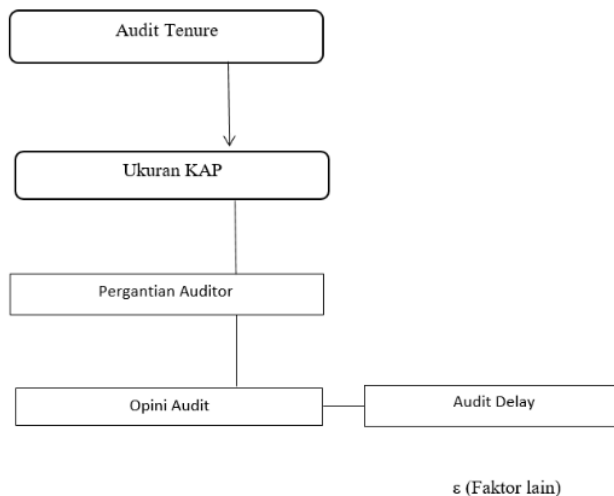 Audit Tenure
Ukuran KAP
Pergantian Auditor
Opini Audit
Audit Delay
ε (Faktor lain)